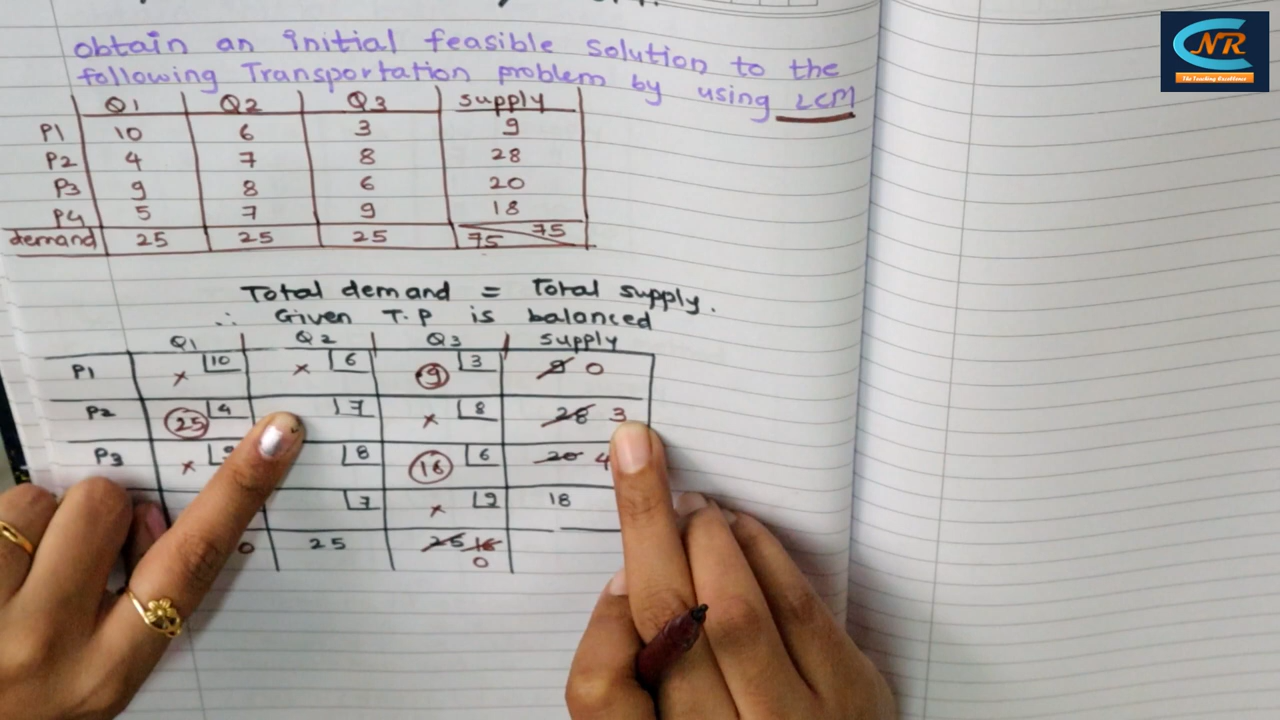 obtain an initial feasible solution to the
following Transportation problem by using LCM
Q1 Q2 Q3 supply
P1 10 6 3 9
P2 4 7 8 28
P3 9 8 6 20
P4 5 7 9 18
demand 25 25 25 75 75
Total demand = Total supply.
∴ Given T.P is balanced
Q1 Q2 Q3 supply
P1 × 10 × 6 9 3 9 0
P2 25 4 7 × 8 28 3
P3 × 8 16 6 20 4
7 × 9 18
0 25 25 16
0
NR
The Teaching Excellence